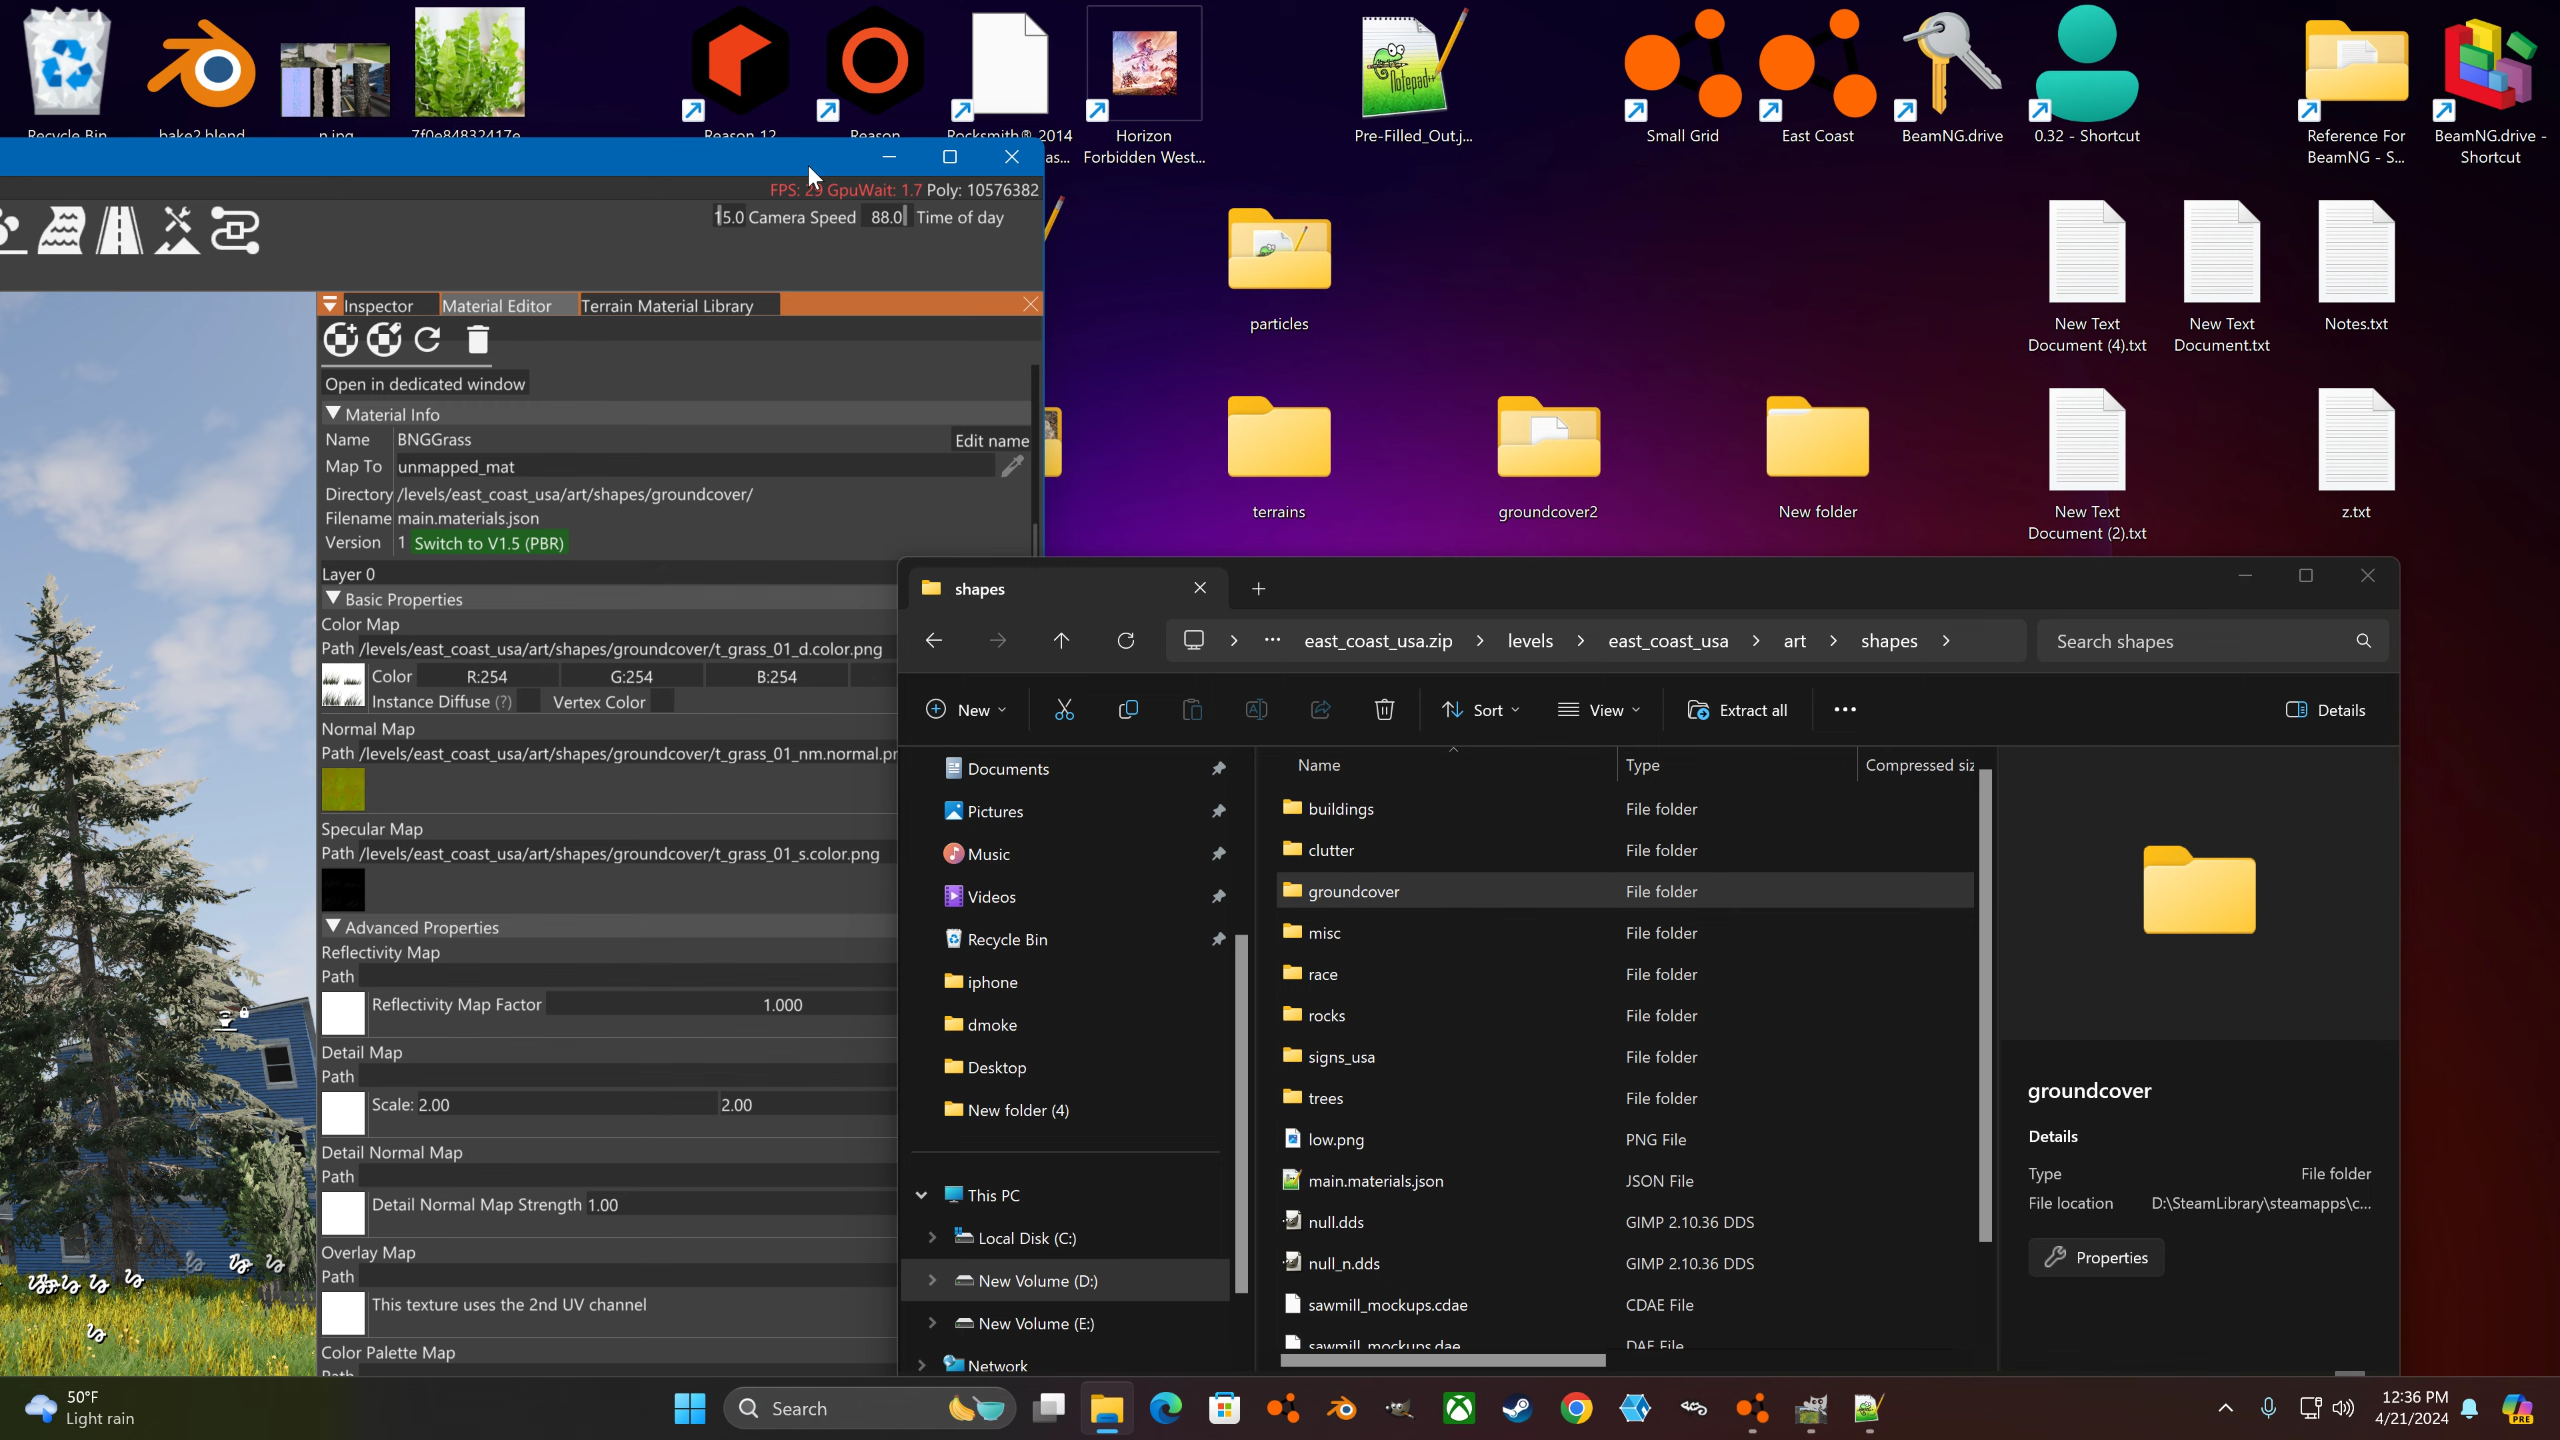 Recycle Bin
bake2.blend
n.jpg
7f0e84832417e...
Reason 12
Reason
Rocksmith® 2014
as...
Horizon
Forbidden West...
Pre-Filled_Out.j...
Small Grid
East Coast
BeamNG.drive
0.32 - Shortcut
Reference For
BeamNG - S...
BeamNG.drive -
Shortcut
FPS: 29 GpuWait: 1.7 Poly: 10576382
15.0 Camera Speed 88.0 Time of day
particles
New Text
Document (4).txt
New Text
Document.txt
Notes.txt
terrains
groundcover2
New folder
New Text
Document (2).txt
z.txt
Inspector
Material Editor
Terrain Material Library
Open in dedicated window
Material Info
Name BNGGrass Edit name
Map To unmapped_mat
Directory /levels/east_coast_usa/art/shapes/groundcover/
Filename main.materials.json
Version 1 Switch to V1.5 (PBR)
Layer 0
Basic Properties
Color Map
Path /levels/east_coast_usa/art/shapes/groundcover/t_grass_01_d.color.png
Color R:254 G:254 B:254
Instance Diffuse (?) Vertex Color
Normal Map
Path /levels/east_coast_usa/art/shapes/groundcover/t_grass_01_nm.normal.pr
Specular Map
Path /levels/east_coast_usa/art/shapes/groundcover/t_grass_01_s.color.png
Advanced Properties
Reflectivity Map
Path
Reflectivity Map Factor 1.000
Detail Map
Path
Scale: 2.00 2.00
Detail Normal Map
Path
Detail Normal Map Strength 1.00
Overlay Map
Path
This texture uses the 2nd UV channel
Color Palette Map
Path
shapes
east_coast_usa.zip > levels > east_coast_usa > art > shapes >
Search shapes
New
Sort
View
Extract all
Details
Documents
Pictures
Music
Videos
Recycle Bin
iphone
dmoke
Desktop
New folder (4)
This PC
Local Disk (C:)
New Volume (D:)
New Volume (E:)
Network
Name Type Compressed siz
buildings File folder
clutter File folder
groundcover File folder
misc File folder
race File folder
rocks File folder
signs_usa File folder
trees File folder
low.png PNG File
main.materials.json JSON File
null.dds GIMP 2.10.36 DDS
null_n.dds GIMP 2.10.36 DDS
sawmill_mockups.cdae CDAE File
sawmill_mockups.dae DAE File
groundcover
Details
Type File folder
File location D:\SteamLibrary\steamapps\c...
Properties
50°F
Light rain
Search
12:36 PM
4/21/2024
PRE